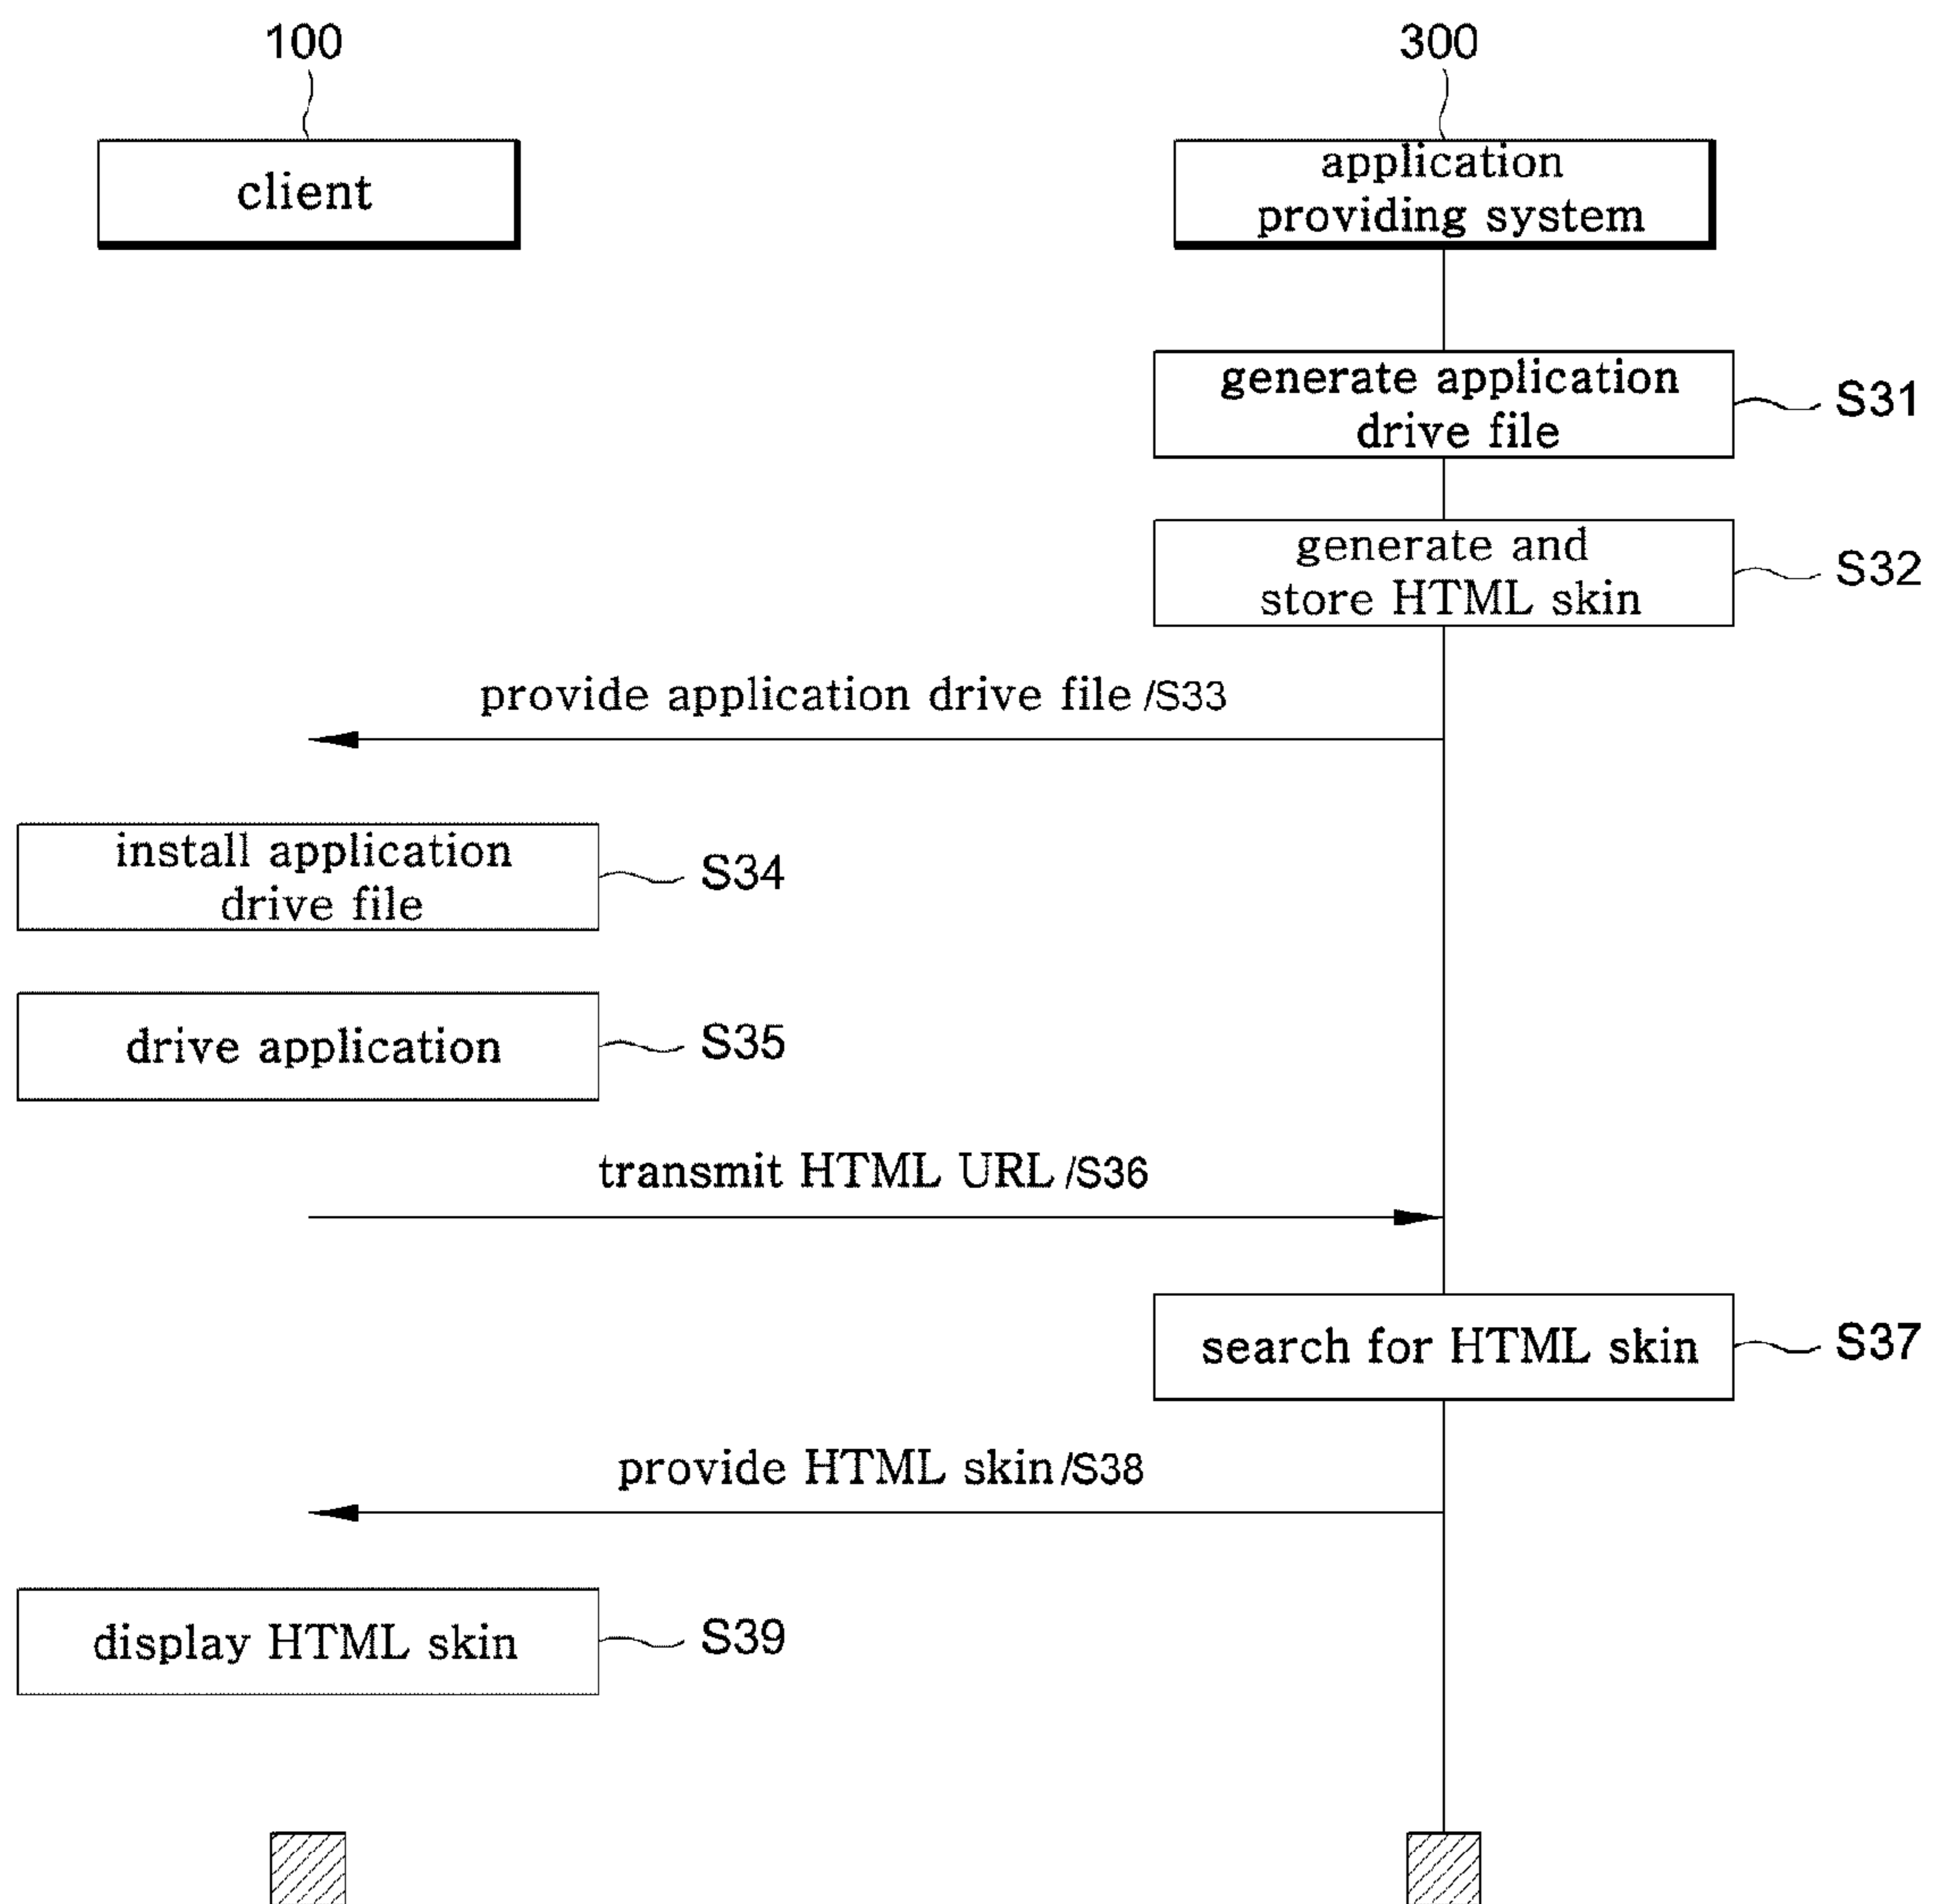 100
300
client
application
providing system
generate application
drive file
S31
generate and
store HTML skin
S32
provide application drive file /S33
install application
drive file
S34
drive application
S35
transmit HTML URL /S36
search for HTML skin
S37
provide HTML skin/S38
display HTML skin
S39